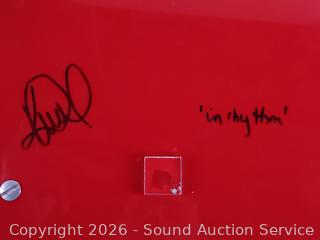 'in rhythm'
Copyright 2026 - Sound Auction Service